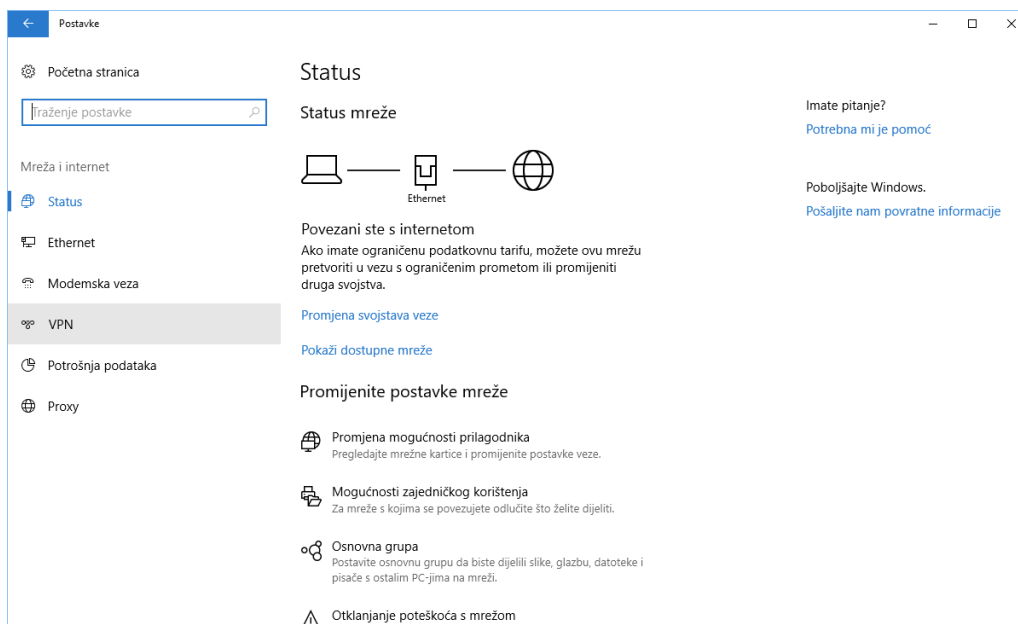 Postavke
Početna stranica
Traženje postavke
Mreža i internet
Status
Ethernet
Modemska veza
VPN
Potrošnja podataka
Proxy
Status
Status mreže
Ethernet
Povezani ste s internetom
Ako imate ograničenu podatkovnu tarifu, možete ovu mrežu
pretvoriti u vezu s ograničenim prometom ili promijeniti
druga svojstva.
Promjena svojstava veze
Pokaži dostupne mreže
Promijenite postavke mreže
Promjena mogućnosti prilagodnika
Pregledajte mrežne kartice i promijenite postavke veze.
Mogućnosti zajedničkog korištenja
Za mreže s kojima se povezujete odlučite što želite dijeliti.
Osnovna grupa
Postavite osnovnu grupu da biste dijelili slike, glazbu, datoteke i
pisače s ostalim PC-jima na mreži.
Otklanjanje poteškoća s mrežom
Imate pitanje?
Potrebna mi je pomoć
Poboljšajte Windows.
Pošaljite nam povratne informacije